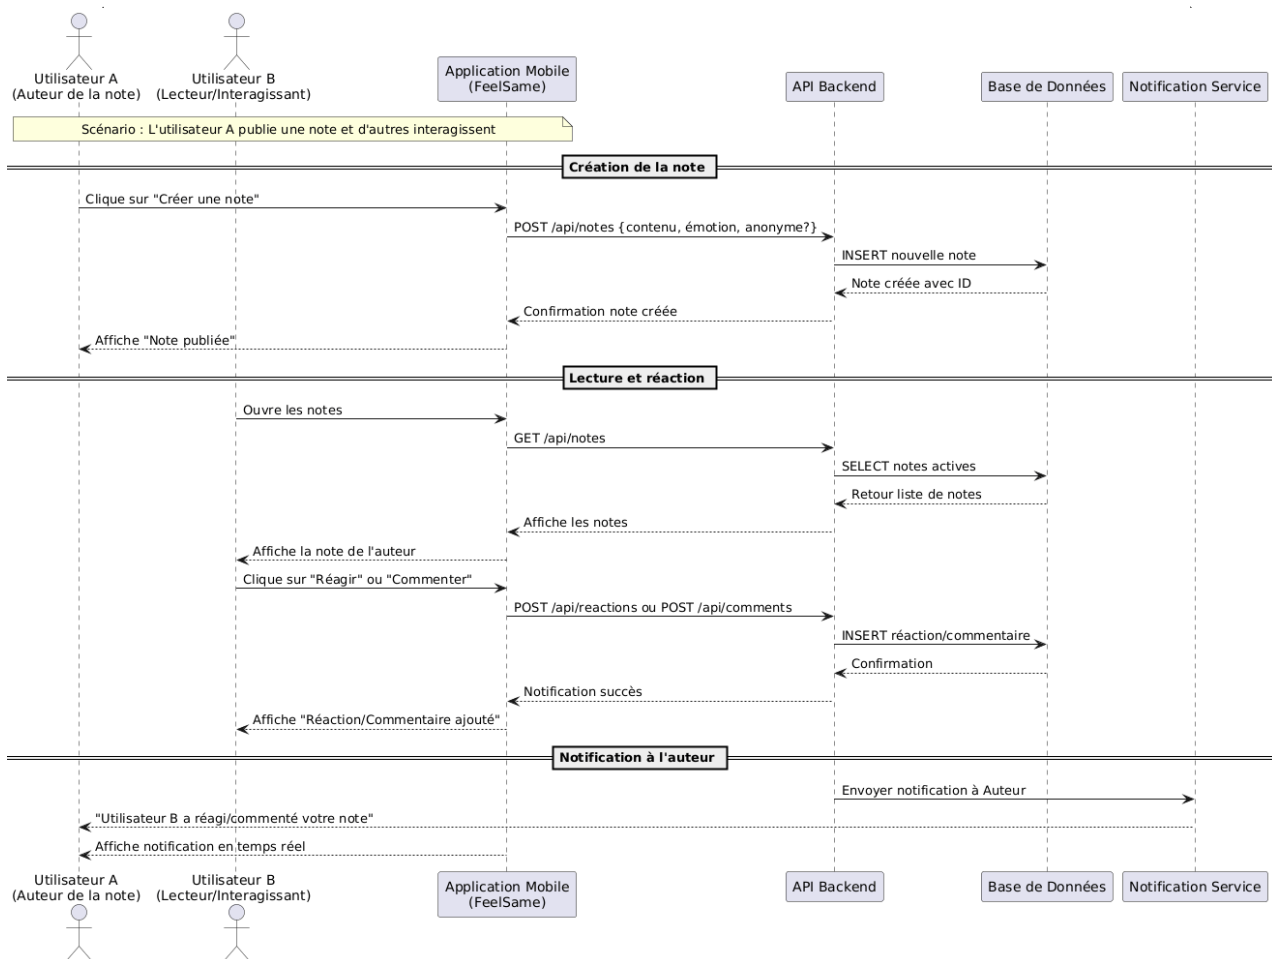 Utilisateur A
(Auteur de la note)
Utilisateur B
(Lecteur/Interagissant)
Application Mobile
(FeelSame)
API Backend
Base de Données
Notification Service
Scénario : L'utilisateur A publie une note et d'autres interagissent
Création de la note
Clique sur "Créer une note"
POST /api/notes {contenu, émotion, anonyme?}
INSERT nouvelle note
Note créée avec ID
Confirmation note créée
Affiche "Note publiée"
Lecture et réaction
Ouvre les notes
GET /api/notes
SELECT notes actives
Retour liste de notes
Affiche les notes
Affiche la note de l'auteur
Clique sur "Réagir" ou "Commenter"
POST /api/reactions ou POST /api/comments
INSERT réaction/commentaire
Confirmation
Notification succès
Affiche "Réaction/Commentaire ajouté"
Notification à l'auteur
Envoyer notification à Auteur
"Utilisateur B a réagi/commenté votre note"
Affiche notification en temps réel
Utilisateur A
(Auteur de la note)
Utilisateur B
(Lecteur/Interagissant)
Application Mobile
(FeelSame)
API Backend
Base de Données
Notification Service